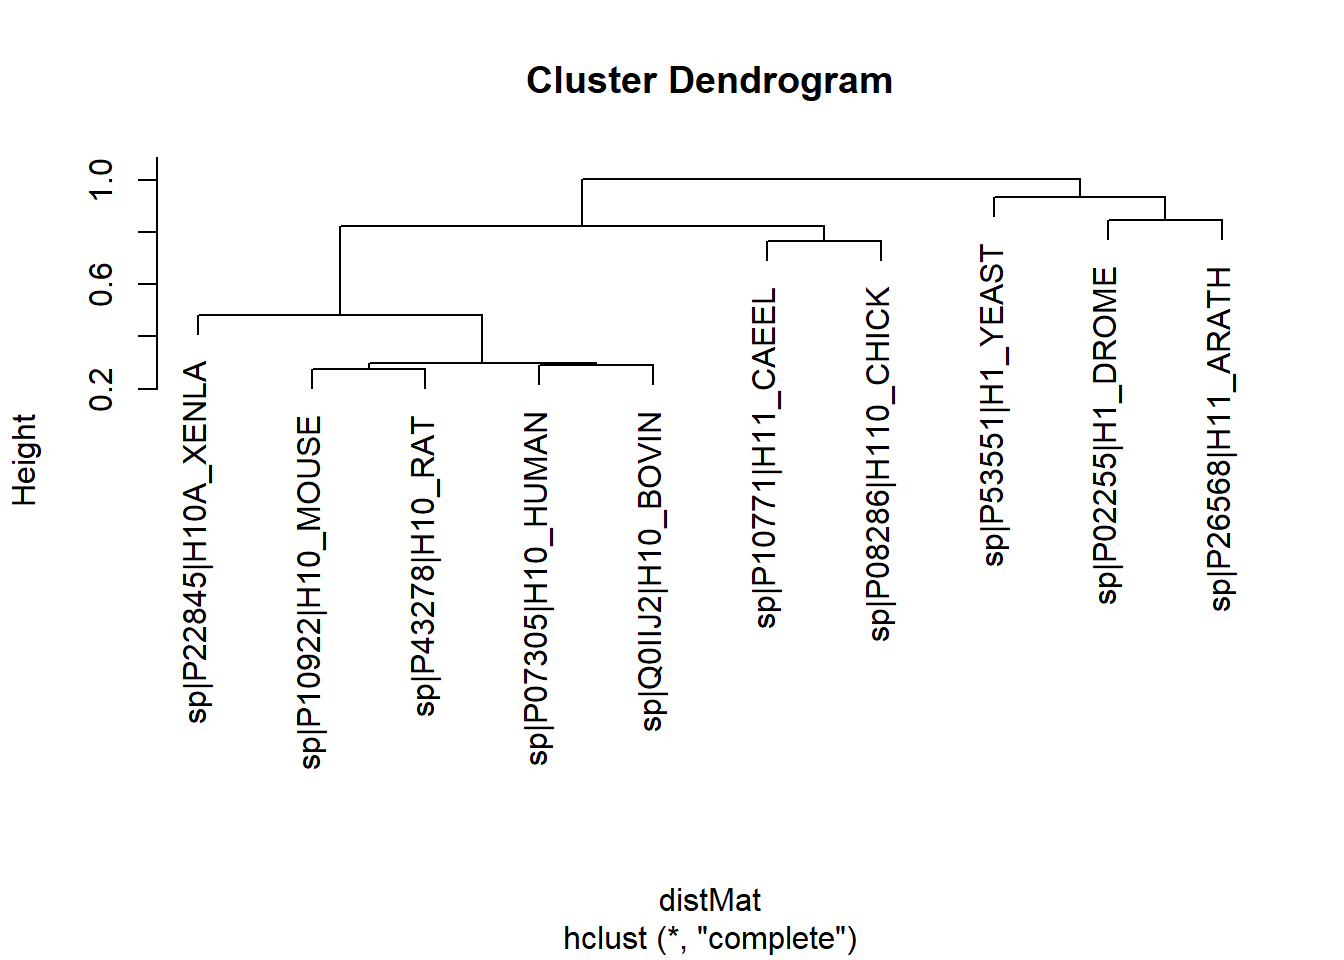 Cluster Dendrogram
Height
1.0
0.6
0.2
sp|P22845|H10A_XENLA
sp|P10922|H10_MOUSE
sp|P43278|H10_RAT
sp|P07305|H10_HUMAN
sp|Q0IIJ2|H10_BOVIN
sp|P10771|H11_CAEEL
sp|P08286|H110_CHICK
sp|P53551|H1_YEAST
sp|P02255|H1_DROME
sp|P26568|H11_ARATH
distMat
hclust (*, "complete")